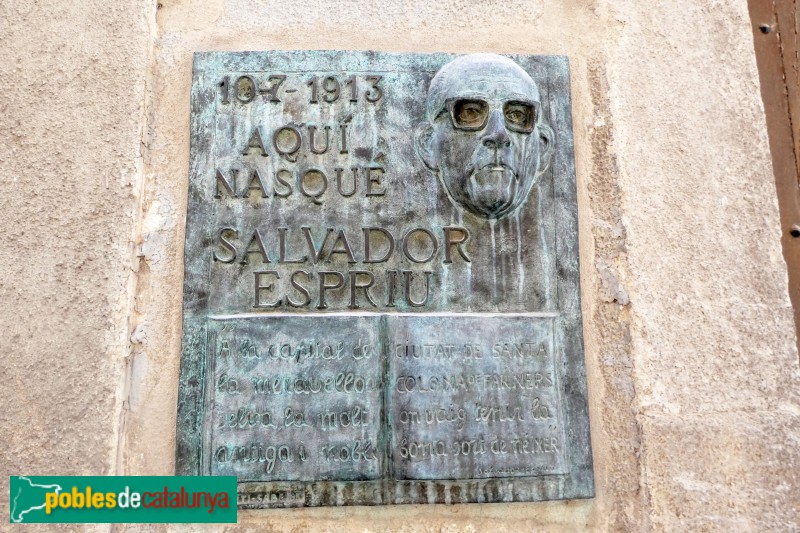 10-7-1913
AQUÍ
NASQUÉ
SALVADOR
ESPRIU
A la capital de
la meravellosa
selva la molt
antiga i noble
CIUTAT DE SANTA
COLOMA DE FARNERS
on vaig tenir la
bona sort de néixer
poblesdecatalunya